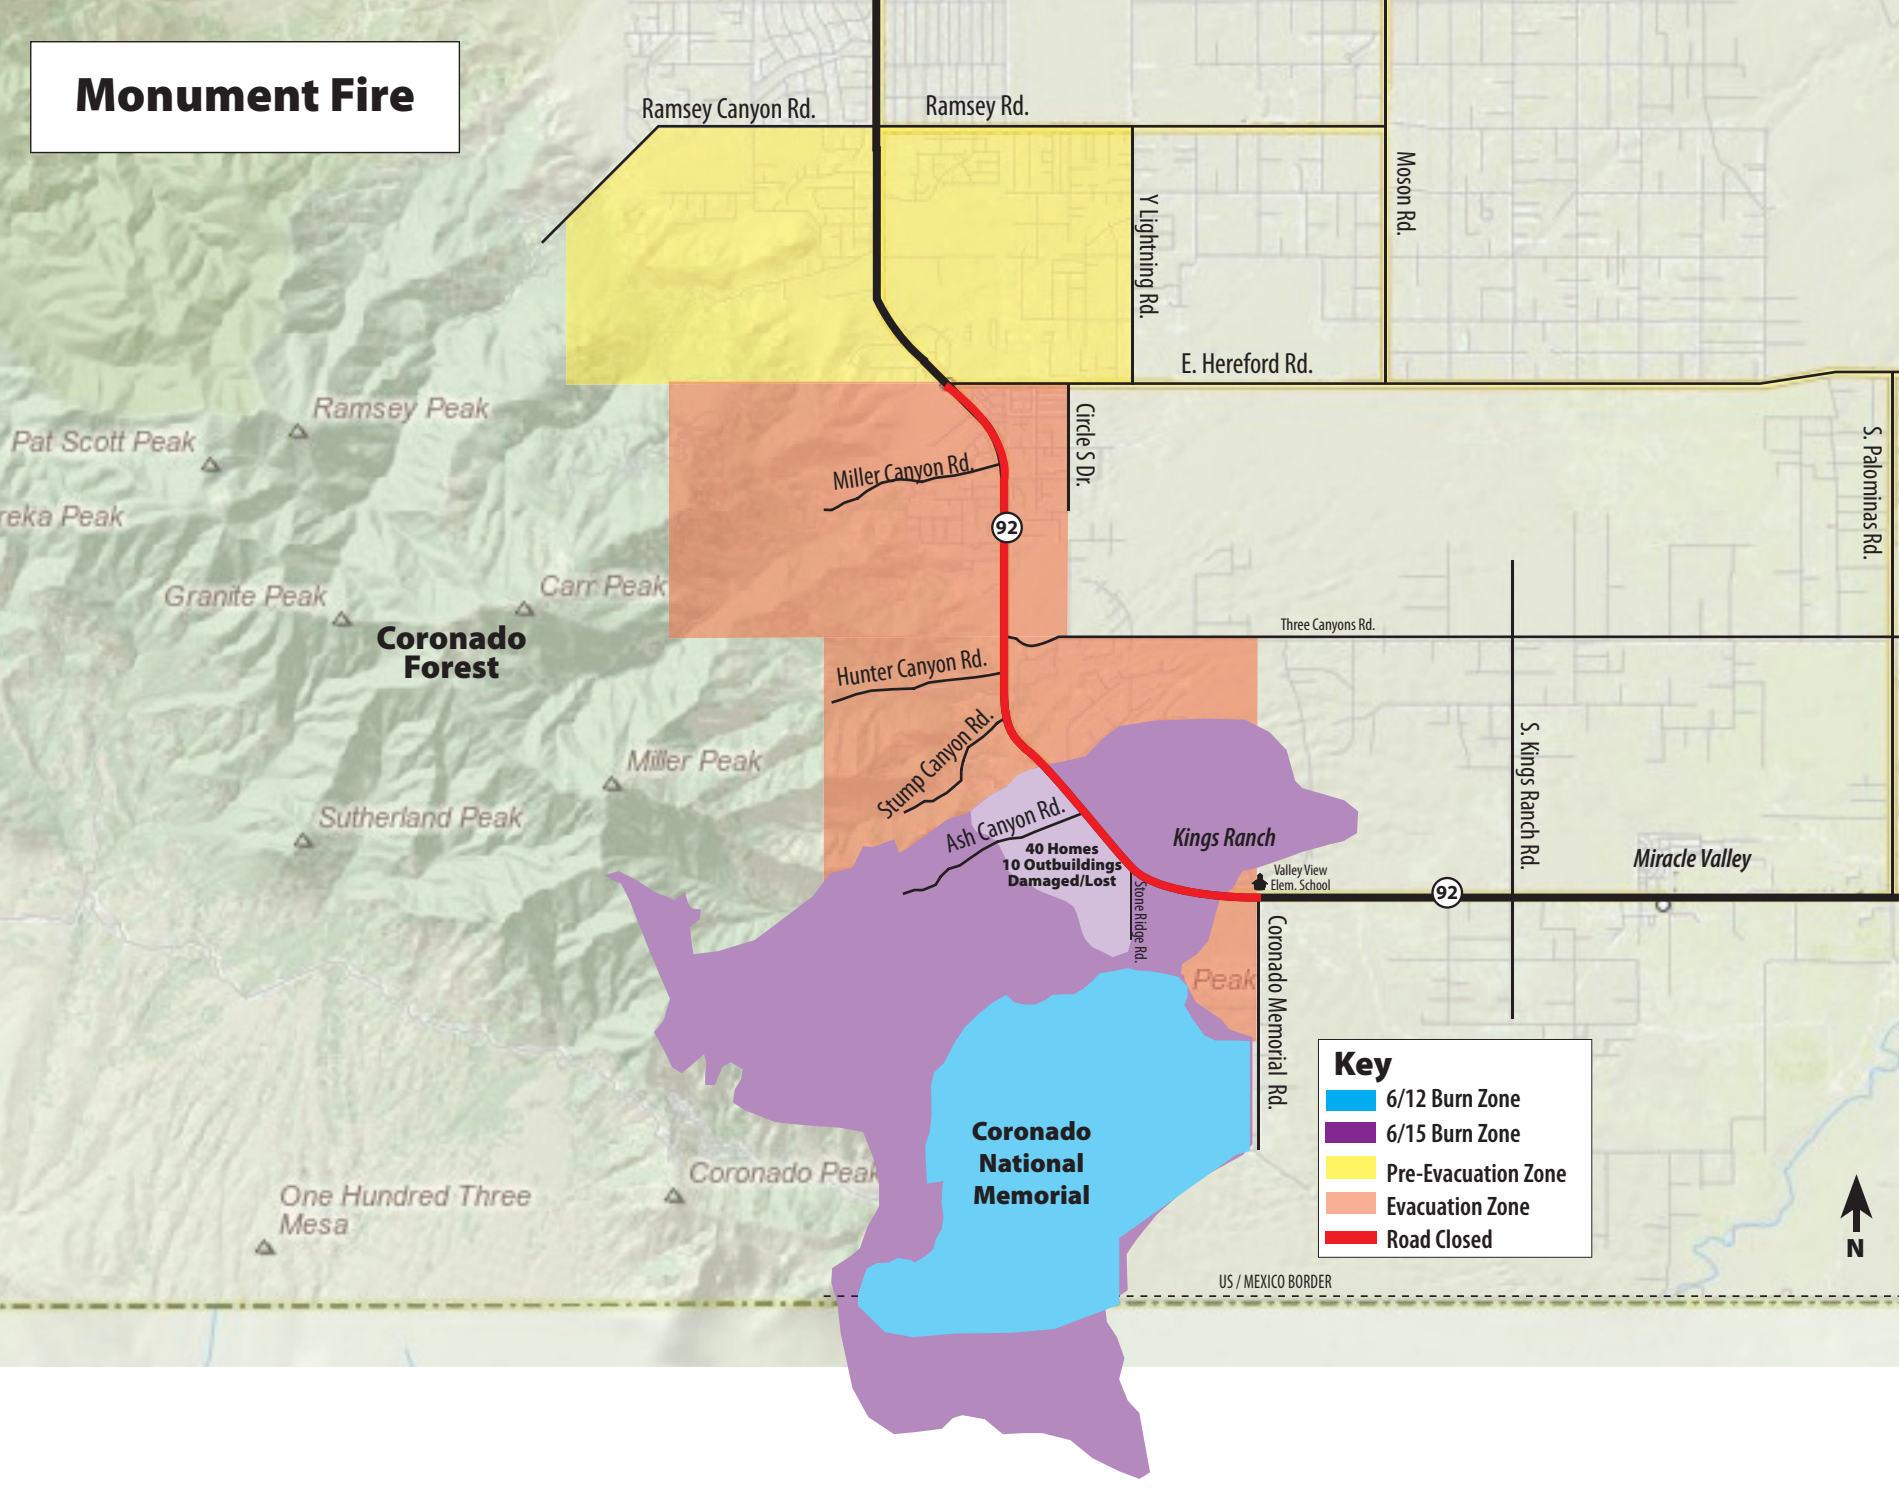 Monument Fire
Ramsey Canyon Rd.
Ramsey Rd.
Moson Rd.
Y Lightning Rd.
E. Hereford Rd.
Ramsey Peak
Pat Scott Peak
reka Peak
Circle S Dr.
S. Palominas Rd.
Miller Canyon Rd.
92
Granite Peak
Carr Peak
Coronado
Forest
Three Canyons Rd.
Hunter Canyon Rd.
Stump Canyon Rd.
S. Kings Ranch Rd.
Miller Peak
Sutherland Peak
Ash Canyon Rd.
40 Homes
10 Outbuildings
Damaged/Lost
Kings Ranch
Miracle Valley
Valley View
Elem. School
92
Stone Ridge Rd.
Coronado Memorial Rd.
Peak
Coronado
National
Memorial
Coronado Peak
One Hundred Three
Mesa
Key
6/12 Burn Zone
6/15 Burn Zone
Pre-Evacuation Zone
Evacuation Zone
Road Closed
N
US / MEXICO BORDER